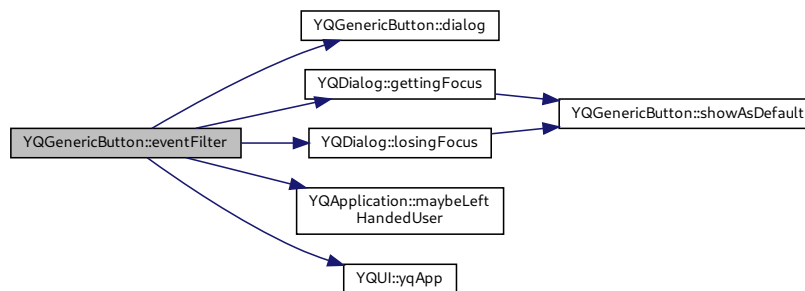 YQGenericButton::dialog
YQDialog::gettingFocus
YQGenericButton::showAsDefault
YQGenericButton::eventFilter
YQDialog::losingFocus
YQApplication::maybeLeft
HandedUser
YQUI::yqApp